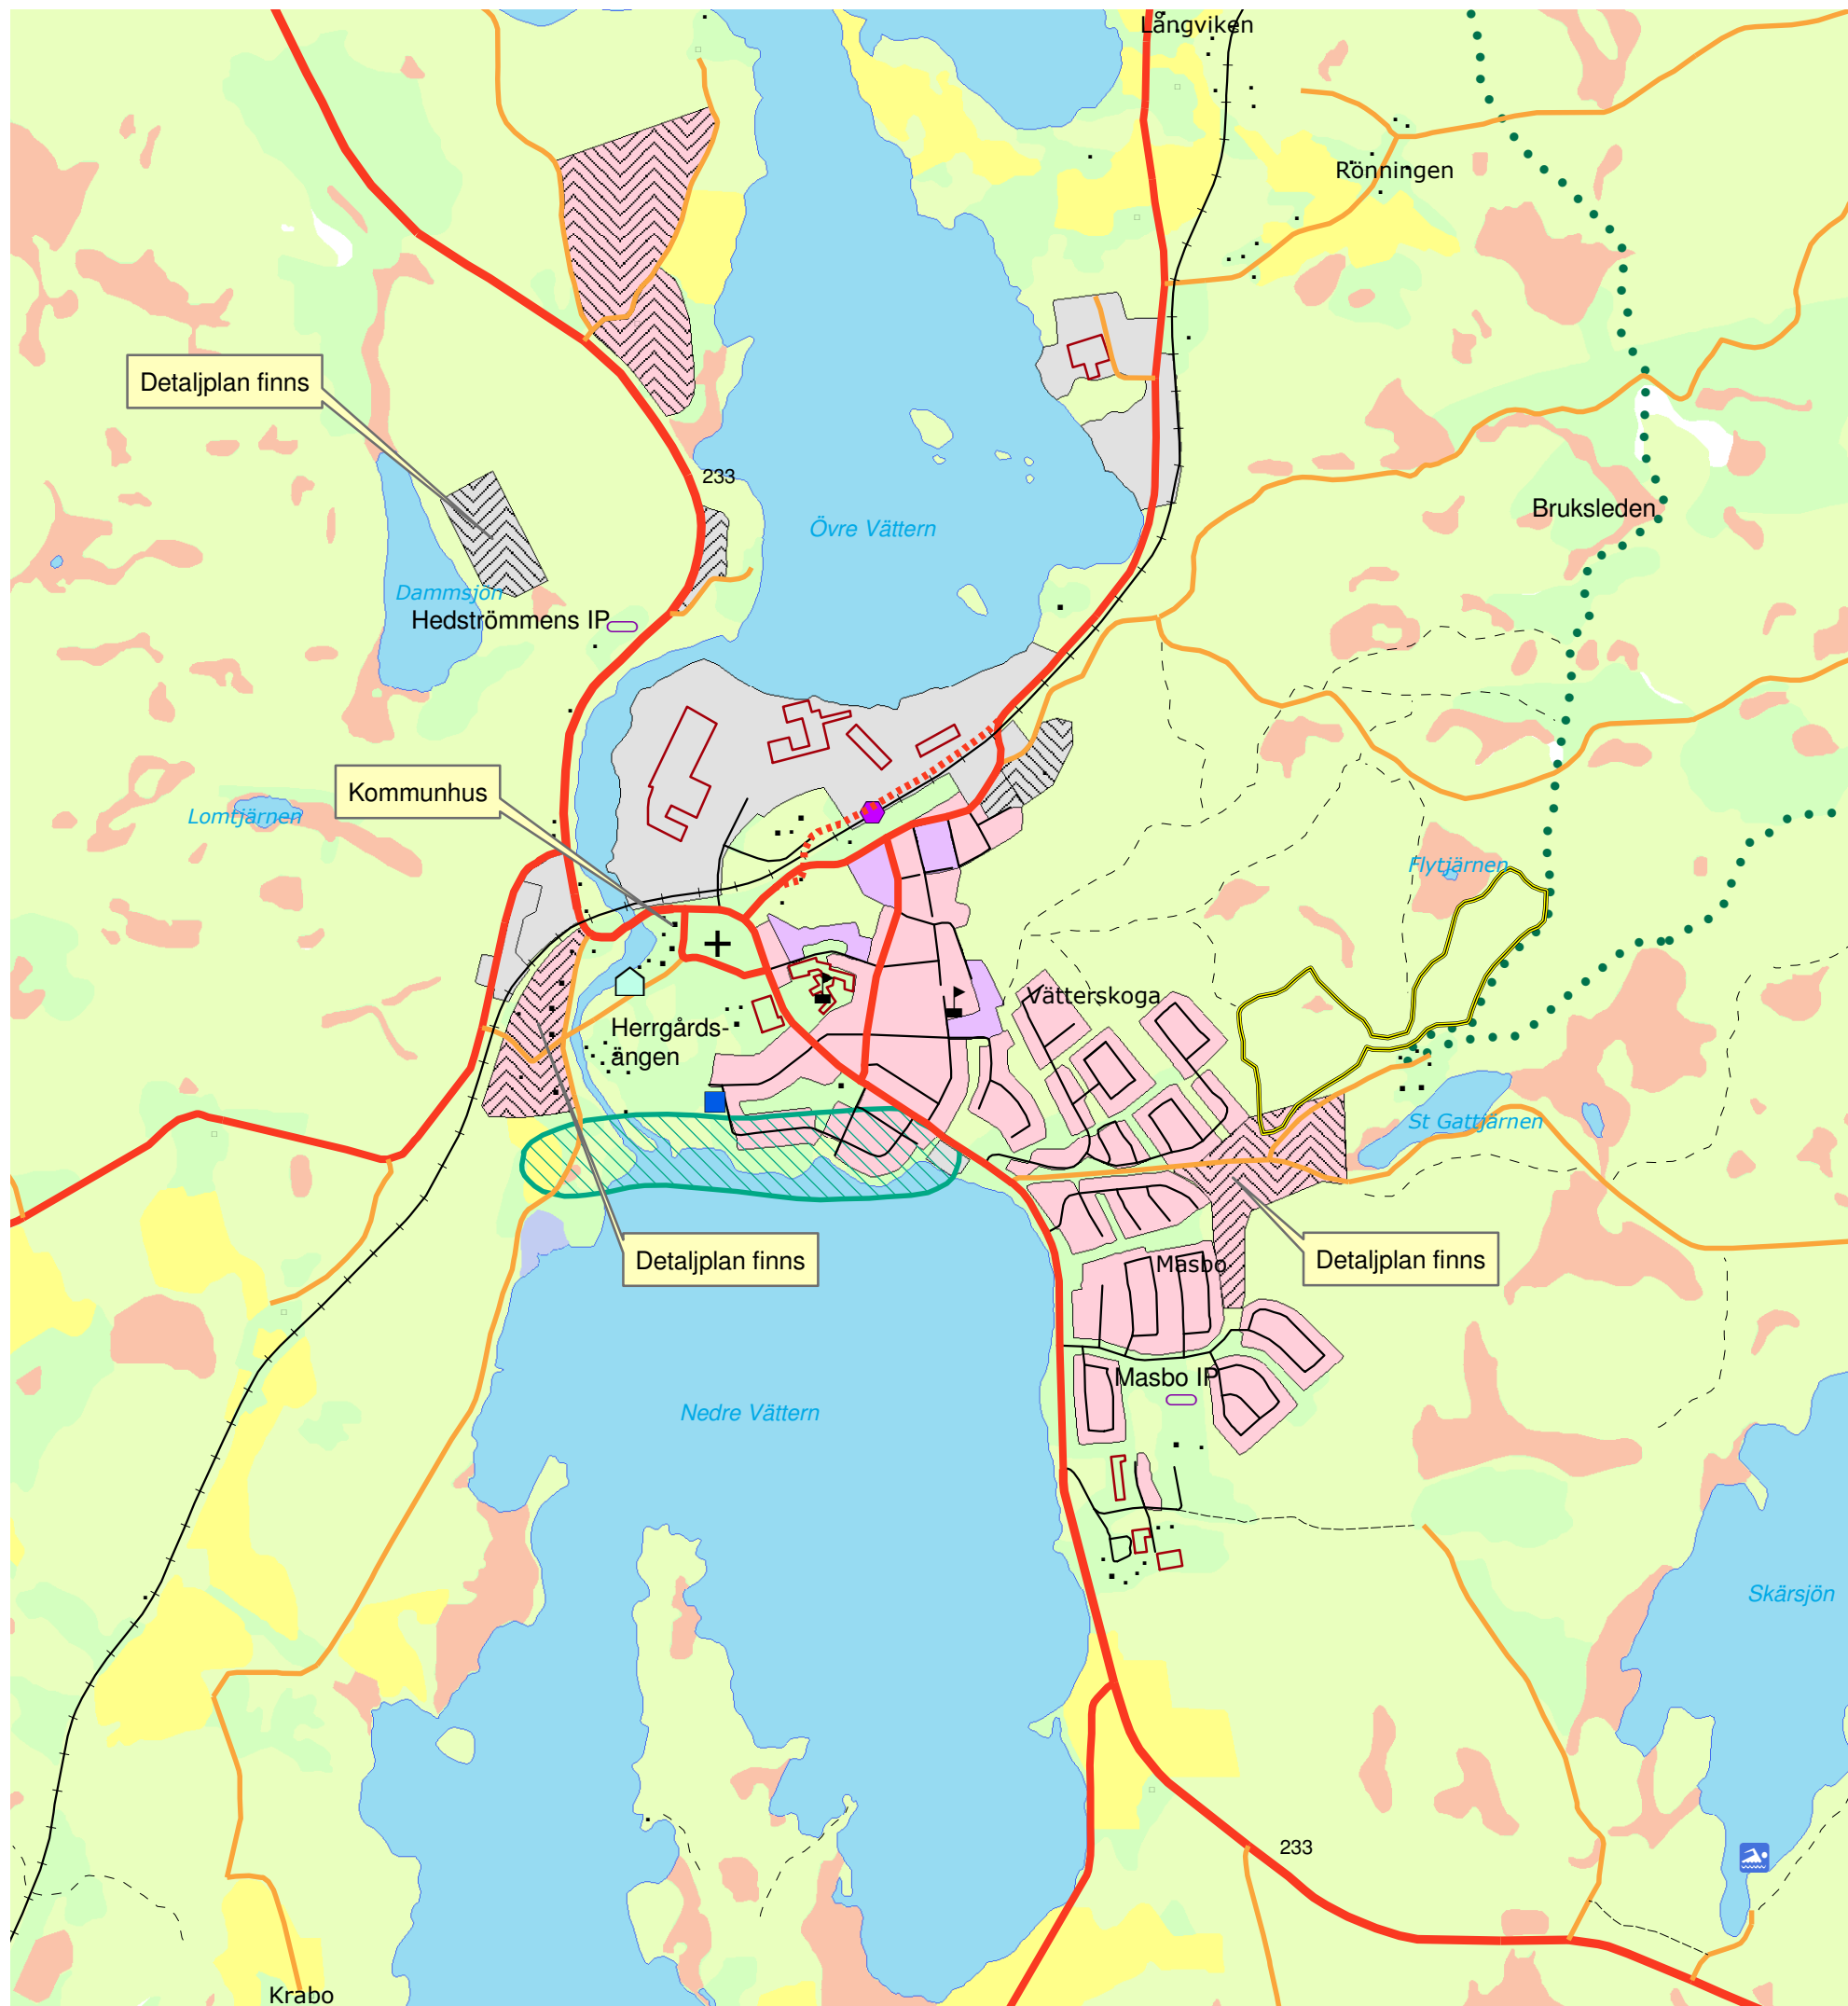 Långviken
Rönningen
Detaljplan finns
233
Bruksleden
Övre Vättern
Dammsjön
Hedströmmens IP
Kommunhus
Lomtjärnen
Flytjärnen
Vätterskoga
Herrgårds-
ängen
St Gattjärnen
Detaljplan finns
Detaljplan finns
Masbo
Masbo IP
Nedre Vättern
Skärsjön
233
Krabo